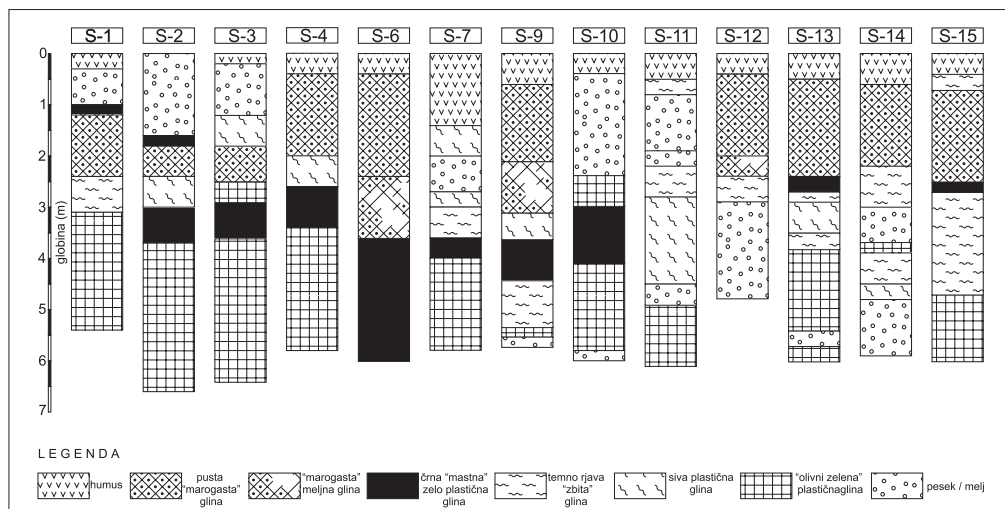 S-1 S-2 S-3 S-4 S-6 S-7 S-9 S-10 S-11 S-12 S-13 S-14 S-15
0
1
2
3
4
5
6
7
globina (m)
LEGENDA
humus
pusta
"marogasta"
glina
"marogasta"
meljna glina
črna "mastna"
zelo plastična
glina
temno rjava
"zbita"
glina
siva plastična
glina
"olivni zelena"
plastičnaglina
pesek / melj